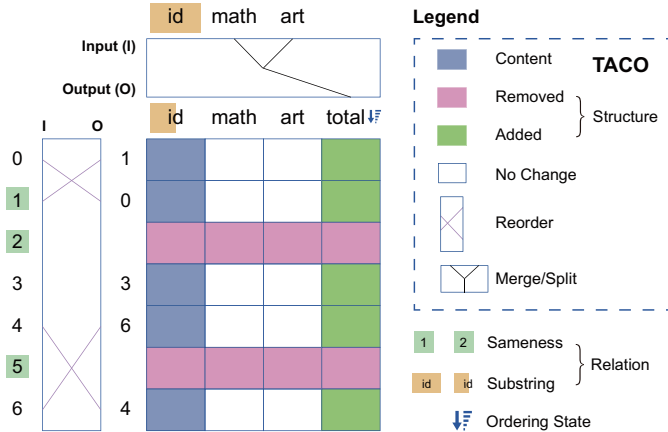 id math art
Input (I)
Output (O)
id math art total
I O
0 1
1 0
2
3 3
4 6
5
6 4
Legend
TACO
Content
Removed
Added
Structure
No Change
Reorder
Merge/Split
1 2 Sameness
Relation
id id Substring
Ordering State